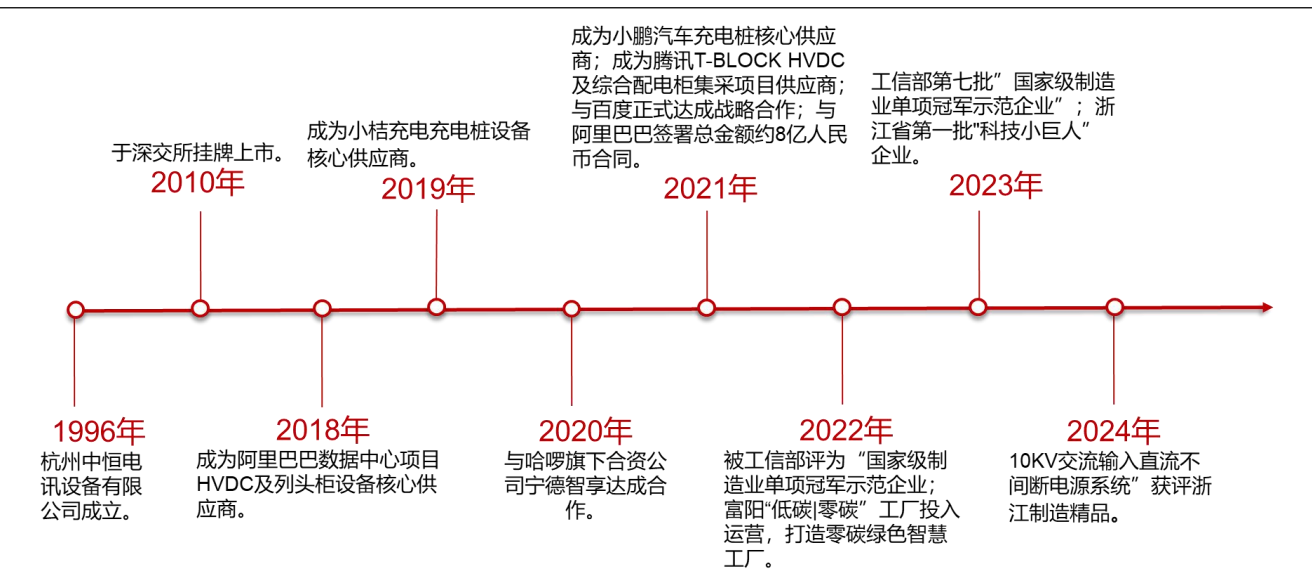 于深交所挂牌上市。
2010年
成为小桔充电充电桩设备
核心供应商。
2019年
成为小鹏汽车充电桩核心供应
商；成为腾讯T-BLOCK HVDC
及综合配电柜集采项目供应商；
与百度正式达成战略合作；与
阿里巴巴签署总金额约8亿人民
币合同。
2021年
工信部第七批”国家级制造
业单项冠军示范企业”；浙
江省第一批"科技小巨人”
企业。
2023年
1996年
杭州中恒电
讯设备有限
公司成立。
2018年
成为阿里巴巴数据中心项目
HVDC及列头柜设备核心供
应商。
2020年
与哈啰旗下合资公
司宁德智享达成合
作。
2022年
被工信部评为“国家级制
造业单项冠军示范企业；
富阳“低碳|零碳”工厂投入
运营，打造零碳绿色智慧
工厂。
2024年
10KV交流输入直流不
间断电源系统”获评浙
江制造精品。